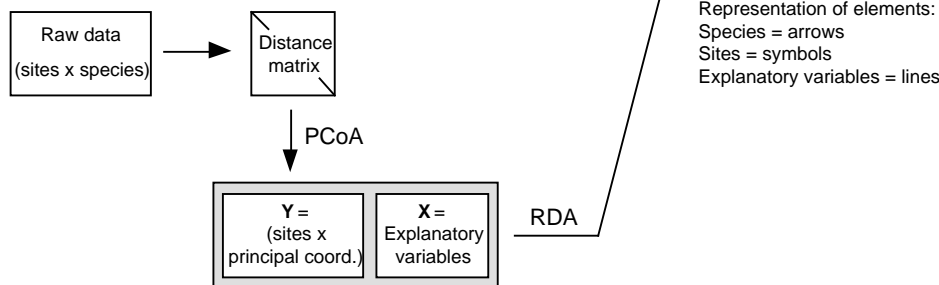 Raw data
(sites x species)
Distance
matrix
PCoA
Y =
(sites x
principal coord.)
X =
Explanatory
variables
RDA
Representation of elements:
Species = arrows
Sites = symbols
Explanatory variables = lines